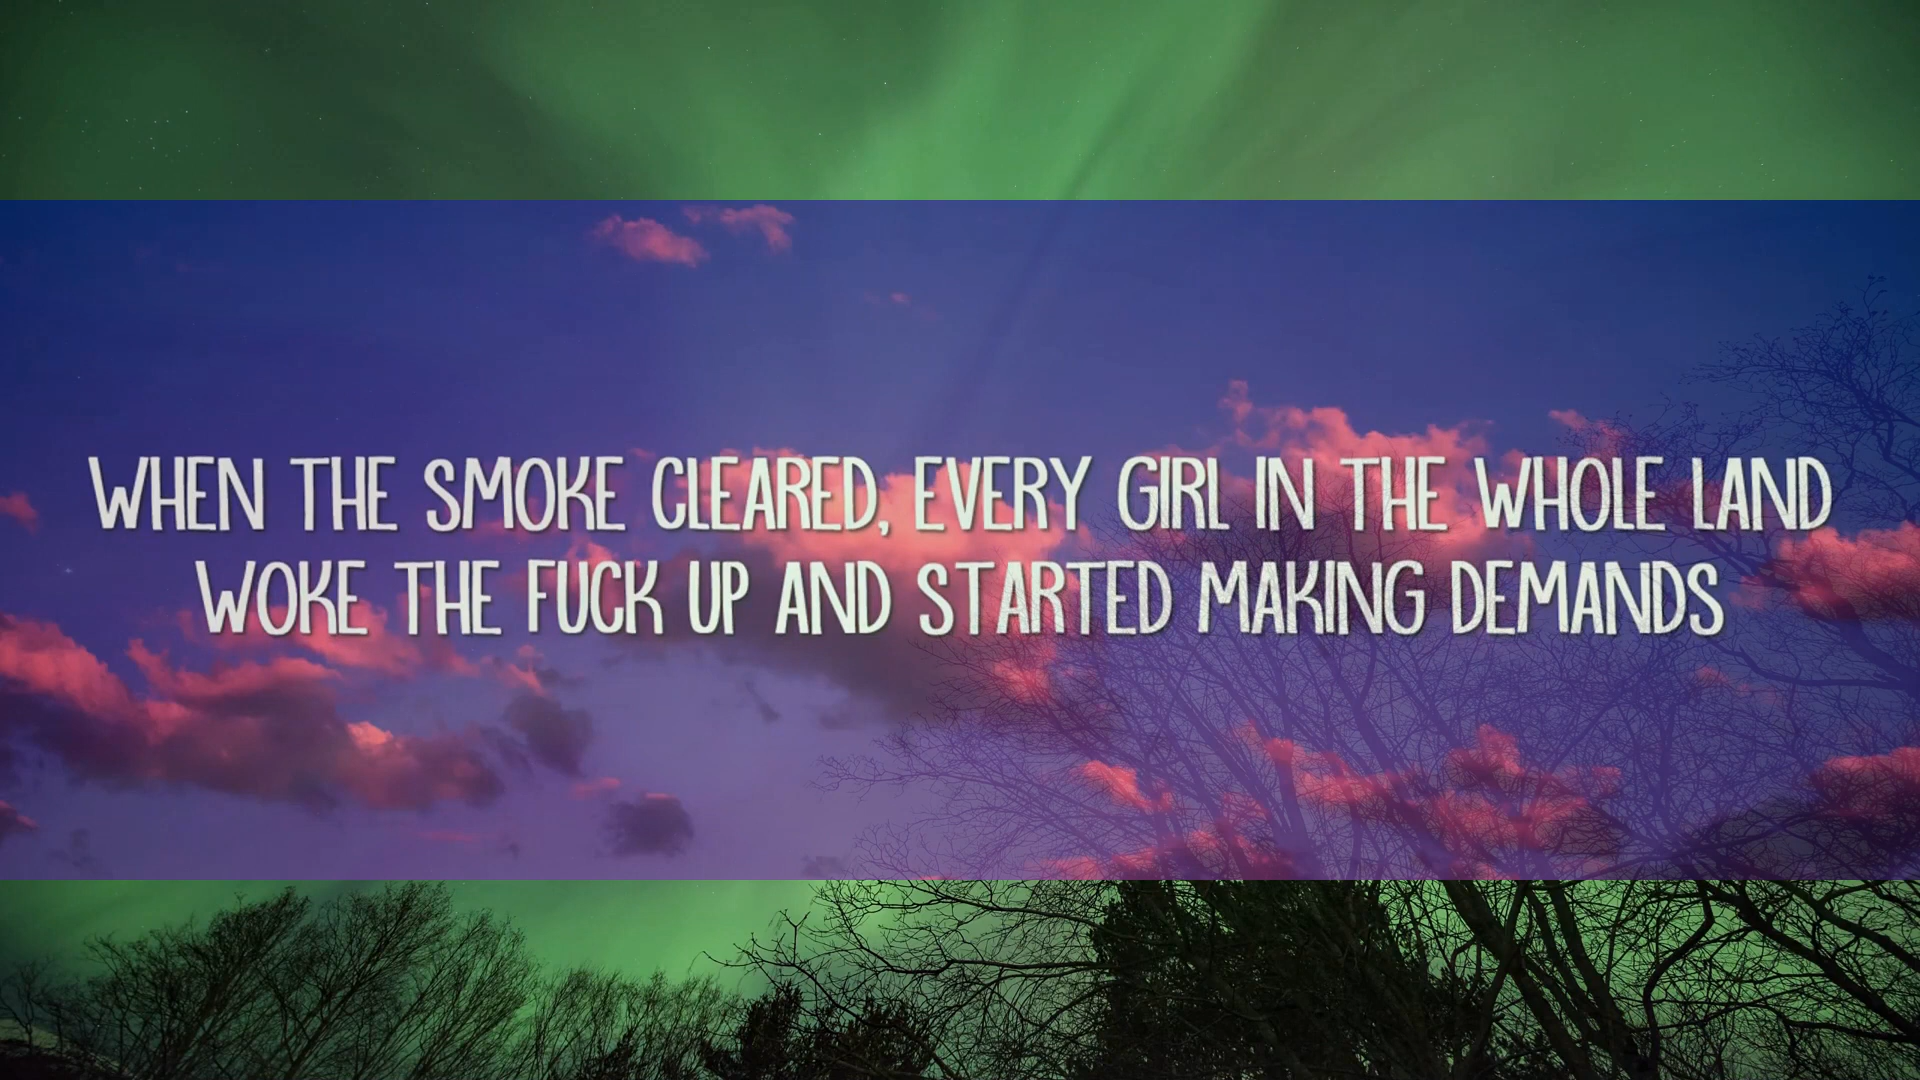 WHEN THE SMOKE CLEARED, EVERY GIRL IN THE WHOLE LAND
WOKE THE FUCK UP AND STARTED MAKING DEMANDS